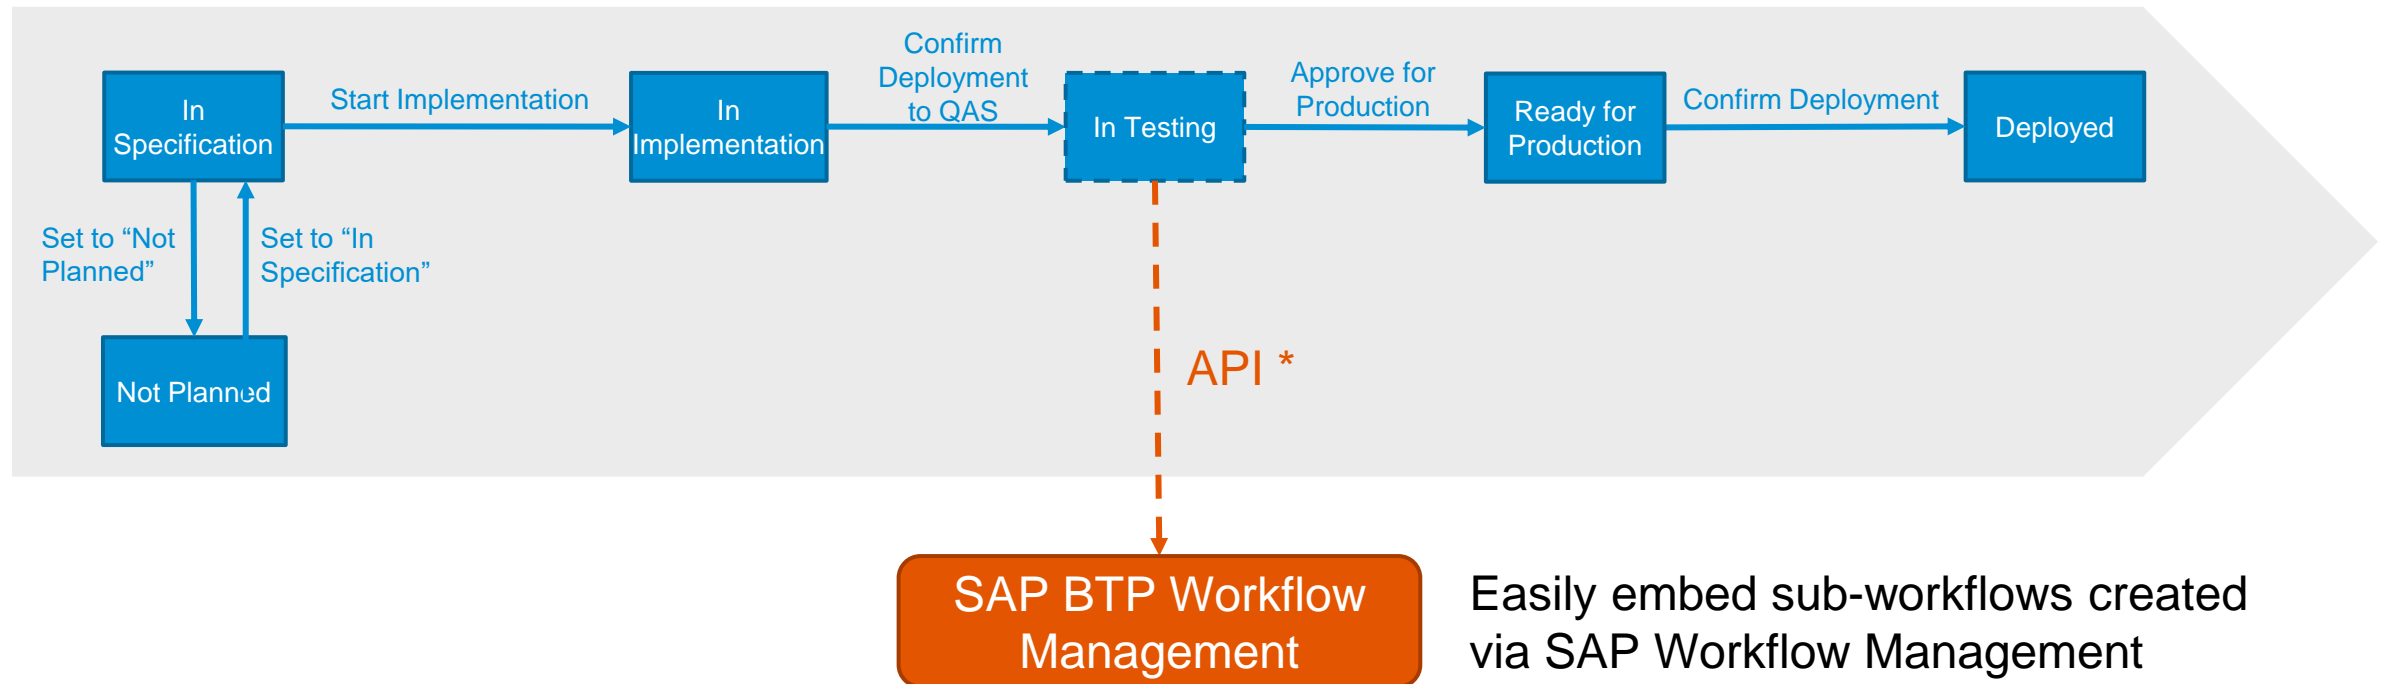 In
Specification
Start Implementation
In
Implementation
Confirm
Deployment
to QAS
In Testing
Approve for
Production
Ready for
Production
Confirm Deployment
Deployed
Set to “Not
Planned”
Set to “In
Specification”
Not Planned
API *
SAP BTP Workflow
Management
Easily embed sub-workflows created
via SAP Workflow Management